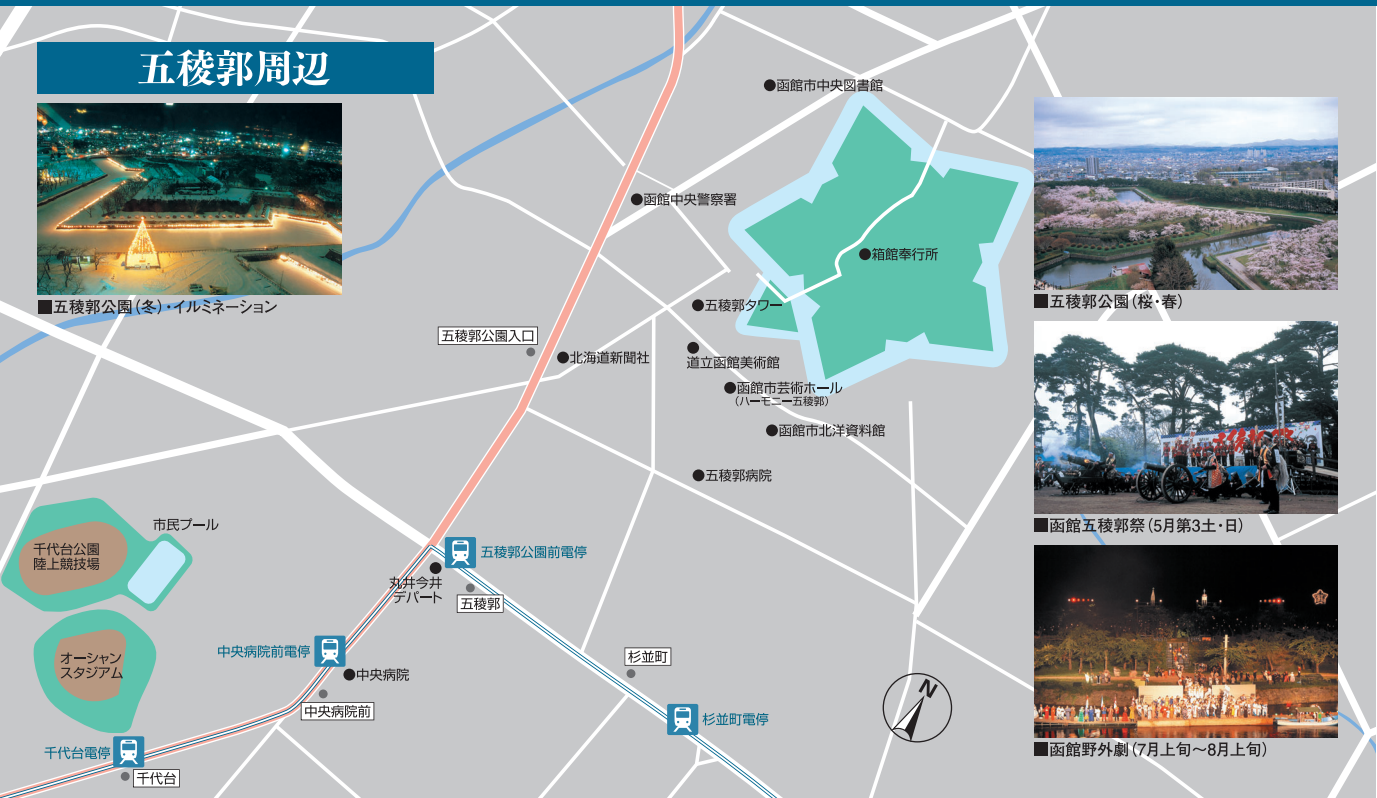 五稜郭周辺
■五稜郭公園（冬）・イルミネーション
●函館市中央図書館
●函館中央警察署
●箱館奉行所
●五稜郭タワー
五稜郭公園入口
●北海道新聞社
道立函館美術館
●函館市芸術ホール
（ハーモニー五稜郭）
●函館市北洋資料館
●五稜郭病院
■五稜郭公園（桜・春）
■函館五稜郭祭（5月第3土・日）
■函館野外劇（7月上旬～8月上旬）
市民プール
千代台公園
陸上競技場
オーシャン
スタジアム
五稜郭公園前電停
丸井今井
デパート
五稜郭
中央病院前電停
●中央病院
中央病院前
杉並町
杉並町電停
千代台電停
千代台
N